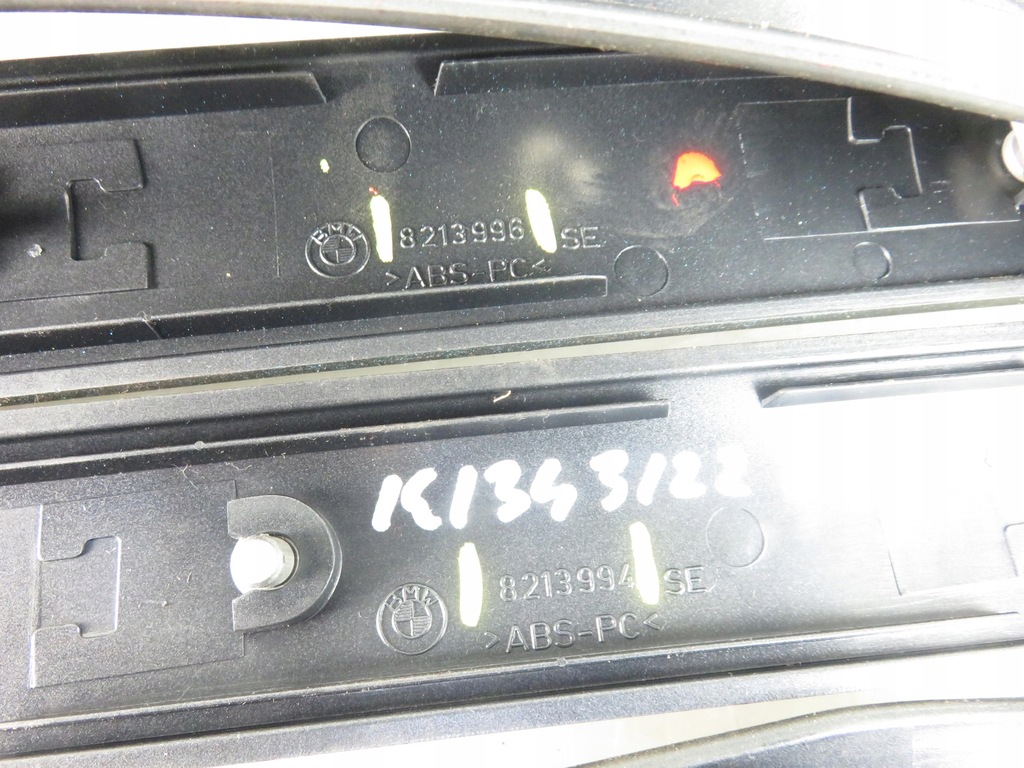 BMW 8213996 SE
>ABS-PC<
K1343122
BMW 8213994 SE
>ABS-PC<